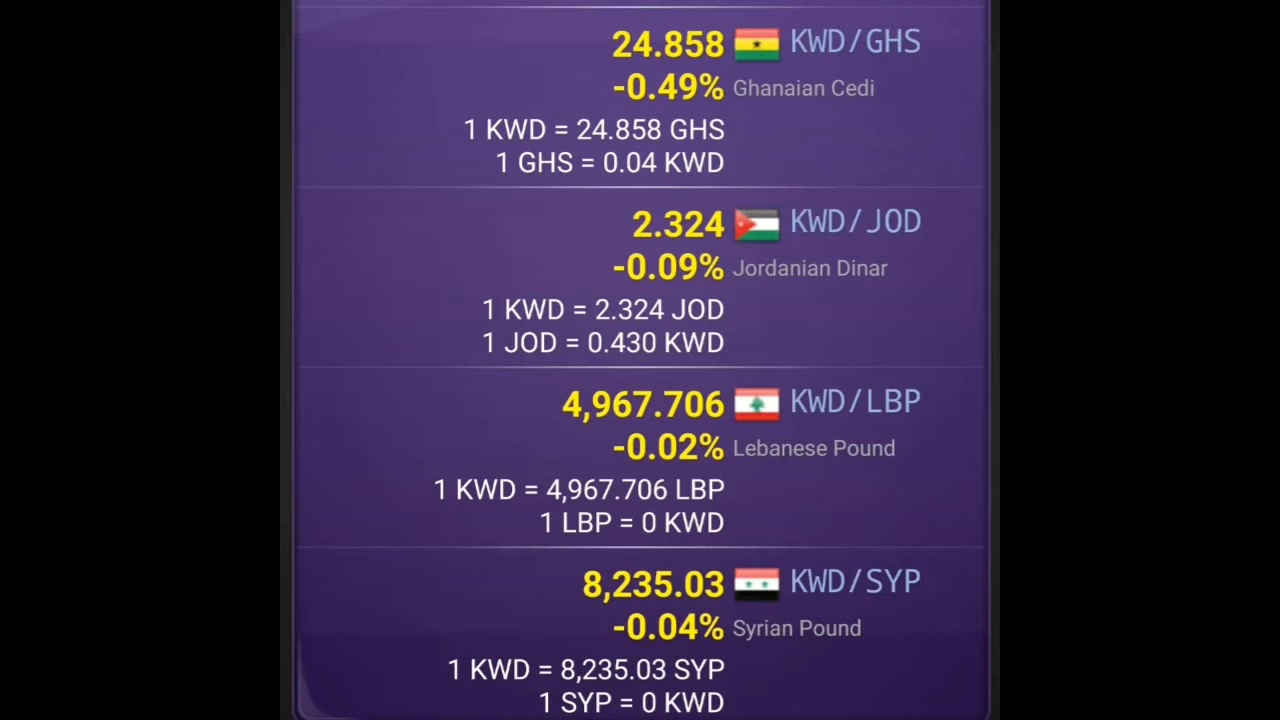 24.858 KWD/GHS
-0.49% Ghanaian Cedi
1 KWD = 24.858 GHS
1 GHS = 0.04 KWD
2.324 KWD/JOD
-0.09% Jordanian Dinar
1 KWD = 2.324 JOD
1 JOD = 0.430 KWD
4,967.706 KWD/LBP
-0.02% Lebanese Pound
1 KWD = 4,967.706 LBP
1 LBP = 0 KWD
8,235.03 KWD/SYP
-0.04% Syrian Pound
1 KWD = 8,235.03 SYP
1 SYP = 0 KWD